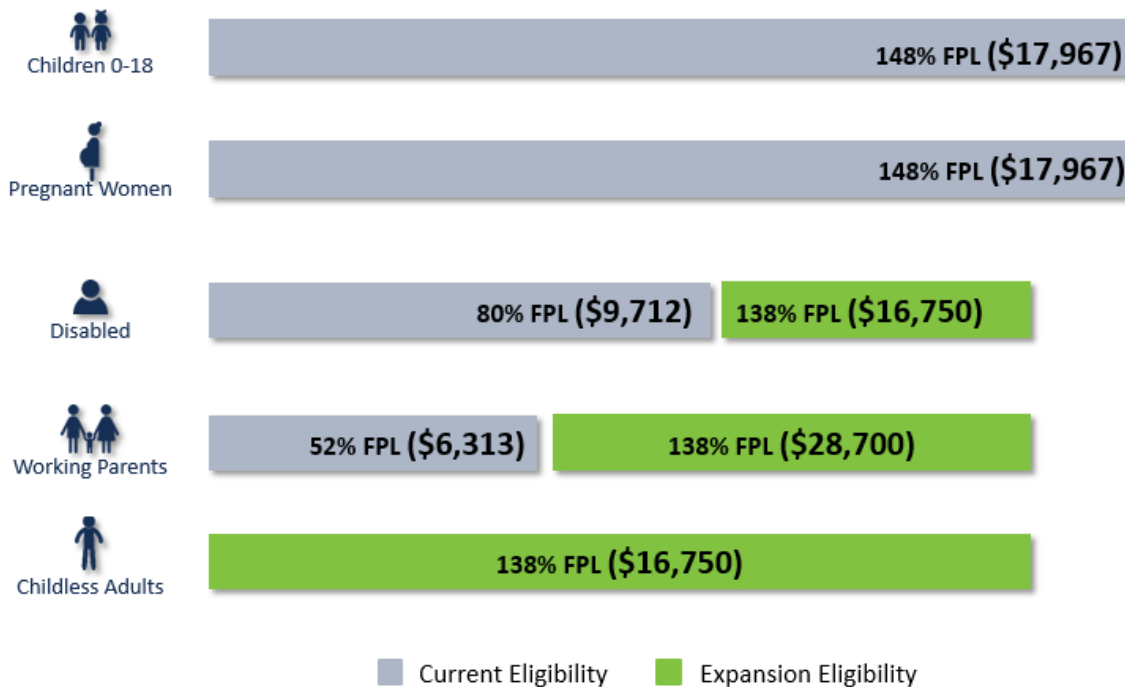 Children 0-18
148% FPL ($17,967)
Pregnant Women
148% FPL ($17,967)
Disabled
80% FPL ($9,712)
138% FPL ($16,750)
Working Parents
52% FPL ($6,313)
138% FPL ($28,700)
Childless Adults
138% FPL ($16,750)
Current Eligibility
Expansion Eligibility